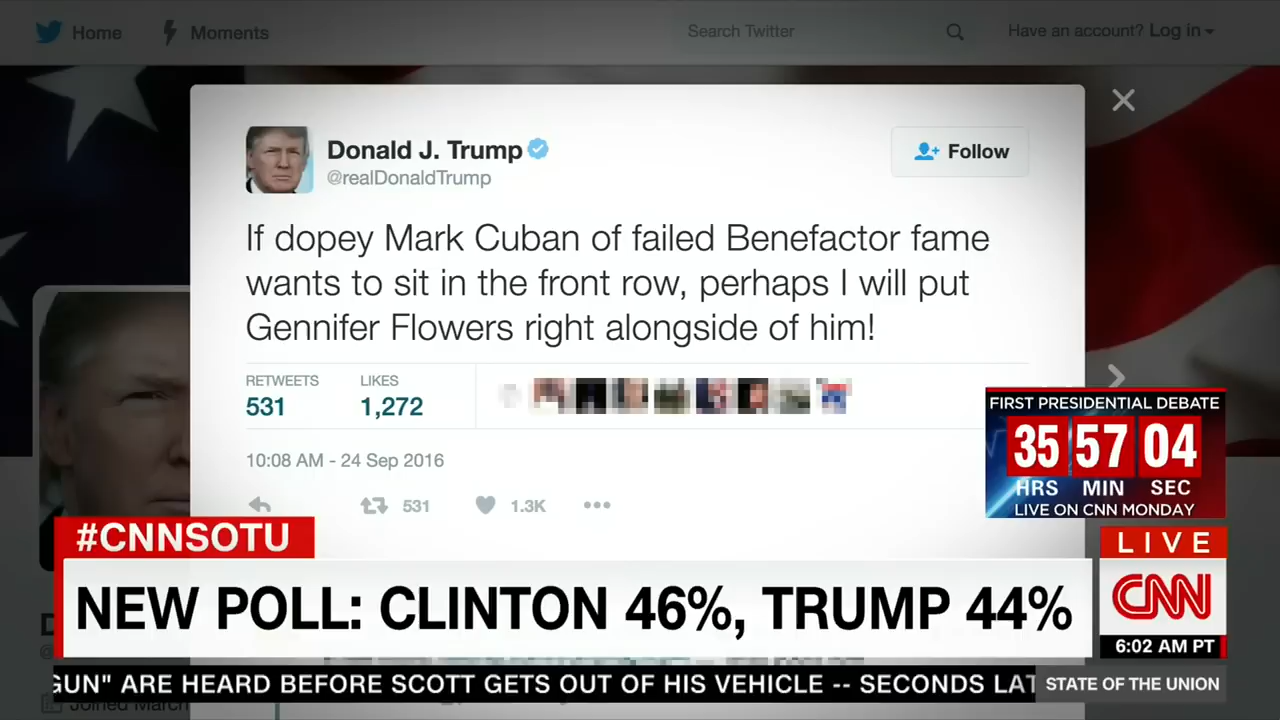 Home
Moments
Search Twitter
Have an account? Log in
Donald J. Trump
@realDonaldTrump
Follow
If dopey Mark Cuban of failed Benefactor fame
wants to sit in the front row, perhaps I will put
Gennifer Flowers right alongside of him!
RETWEETS
531
LIKES
1,272
10:08 AM - 24 Sep 2016
531
1.3K
FIRST PRESIDENTIAL DEBATE
35 57 04
HRS MIN SEC
LIVE ON CNN MONDAY
#CNNSOTU
NEW POLL: CLINTON 46%, TRUMP 44%
LIVE
CNN
6:02 AM PT
GUN" ARE HEARD BEFORE SCOTT GETS OUT OF HIS VEHICLE -- SECONDS LAT
STATE OF THE UNION
Joined March